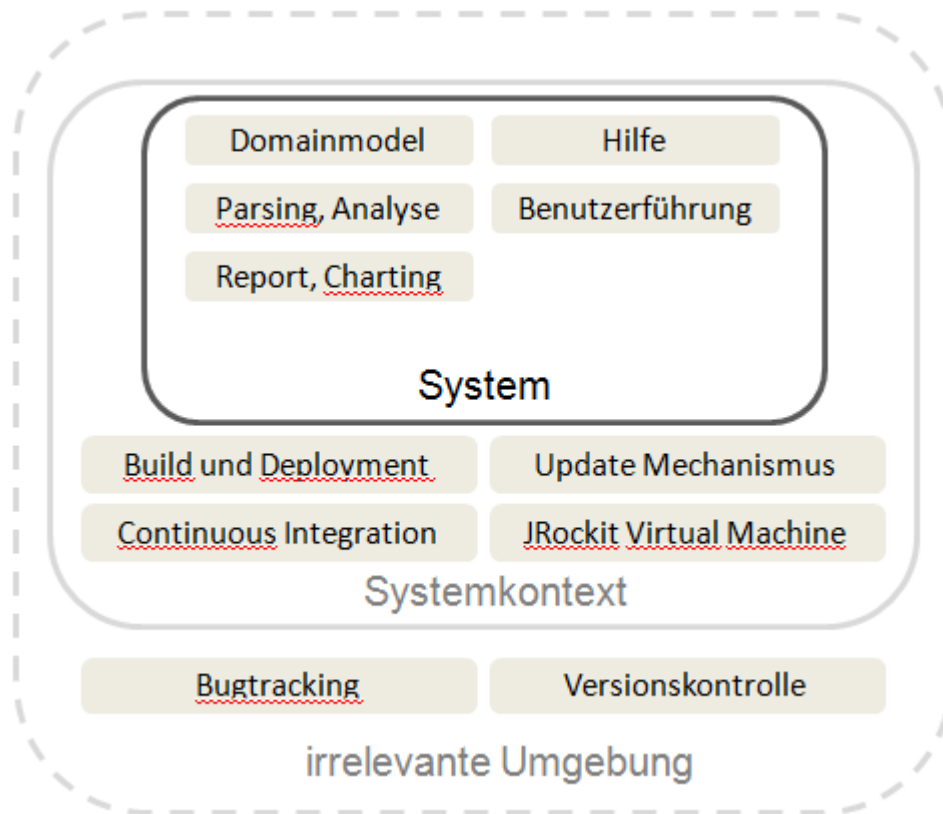 Domainmodel
Hilfe
Parsing, Analyse
Benutzerführung
Report, Charting
System
Build und Deployment
Update Mechanismus
Continuous Integration
JRockit Virtual Machine
Systemkontext
Bugtracking
Versionskontrolle
irrelevante Umgebung